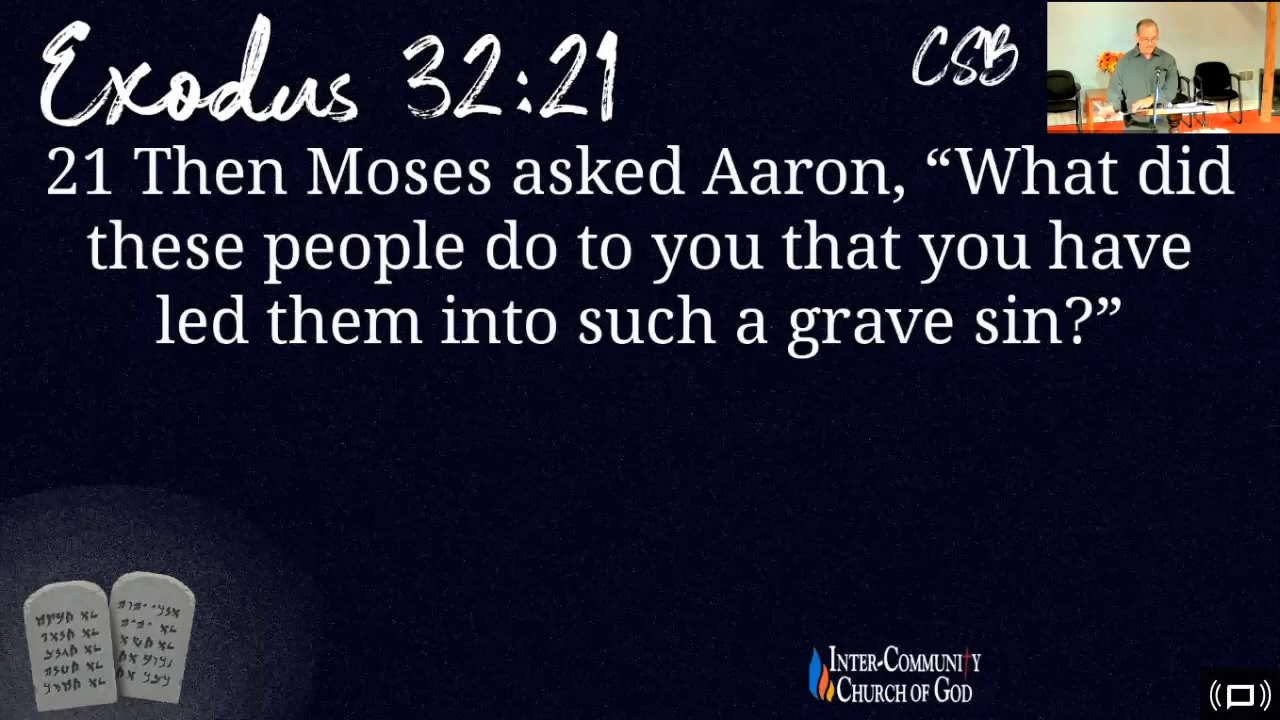 Exodus 32:21
CSB
21 Then Moses asked Aaron, “What did
these people do to you that you have
led them into such a grave sin?”
Inter-Community
Church of God